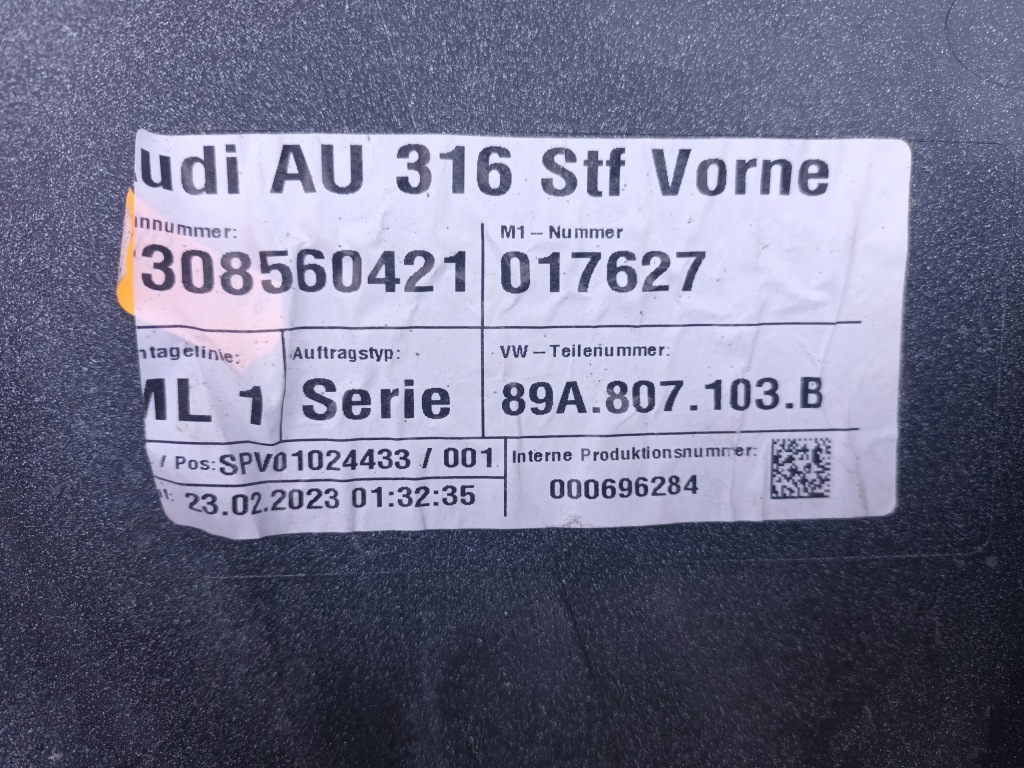 udi AU 316 Stf Vorne
nnummer: M1-Nummer
308560421 017627
ntagelinie: Auftragstyp: VW-Teilenummer:
ML 1 Serie 89A.807.103.B
/ Pos: SPV01024433 / 001 Interne Produktionsnummer:
23.02.2023 01:32:35 000696284